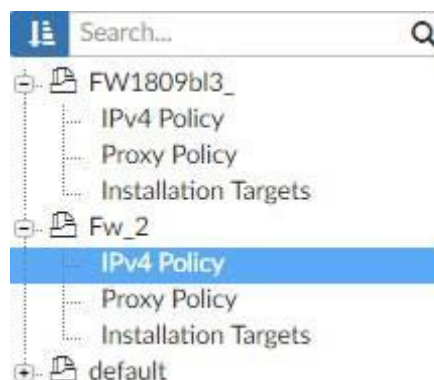 Search...
FW1809bl3_
IPv4 Policy
Proxy Policy
Installation Targets
Fw_2
IPv4 Policy
Proxy Policy
Installation Targets
default